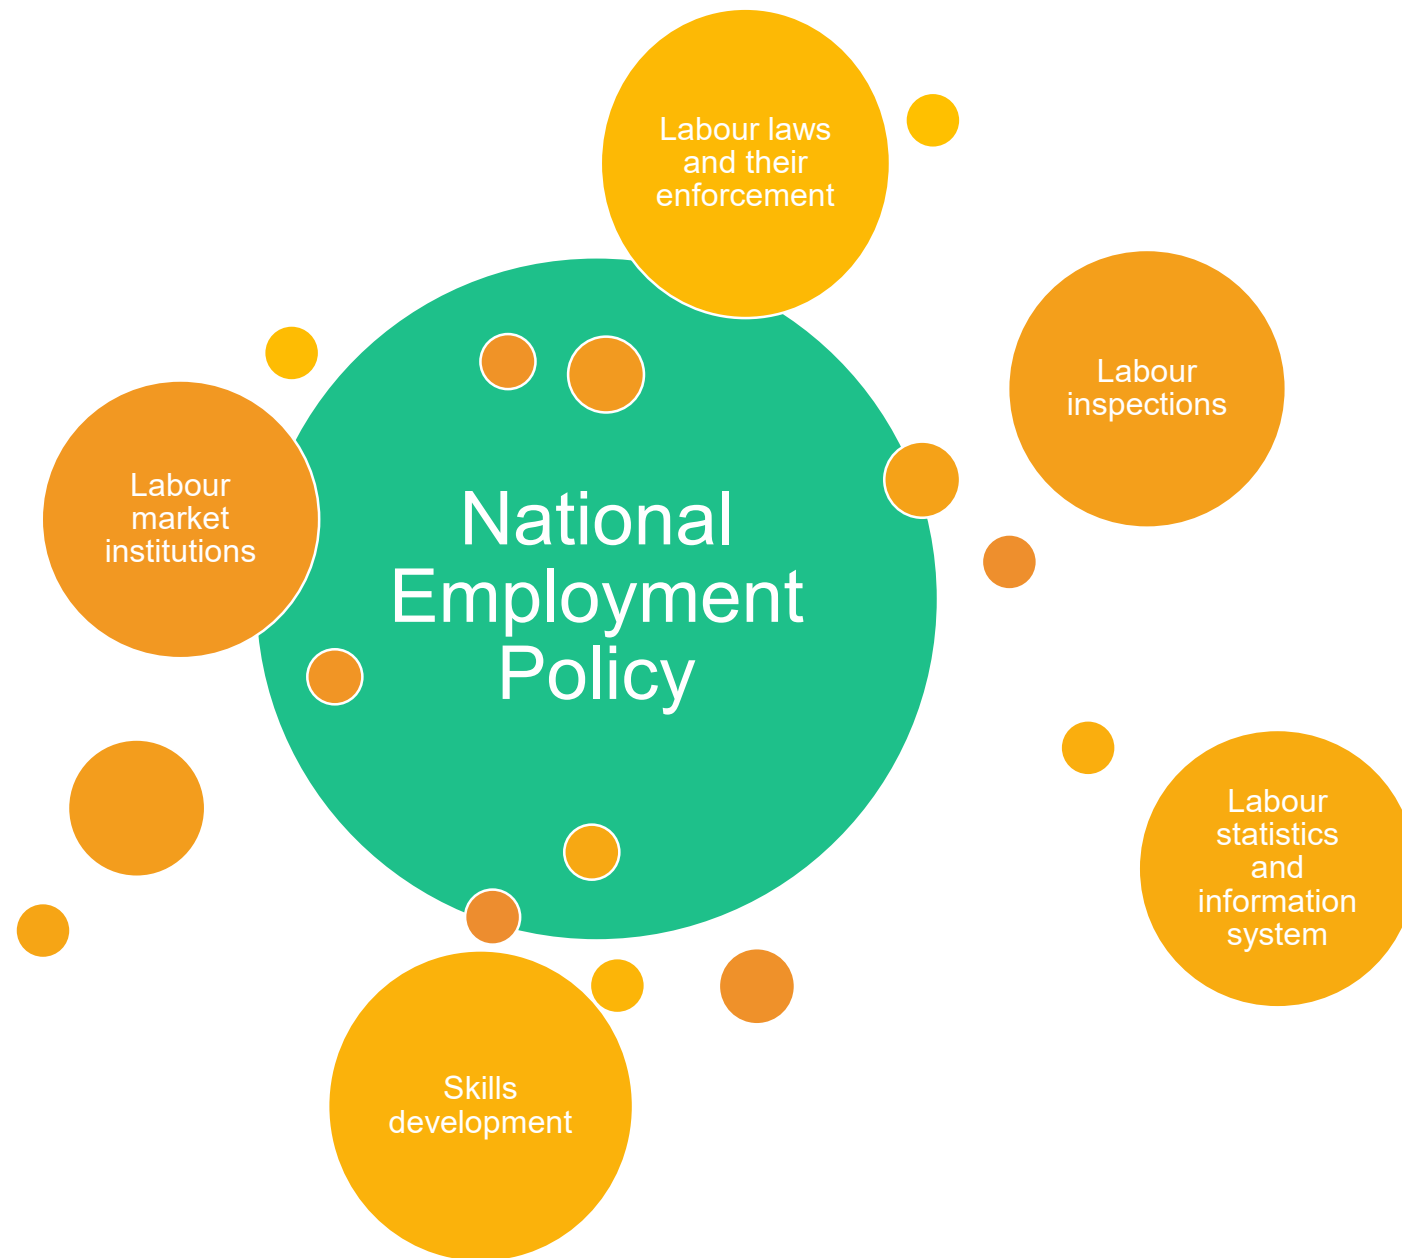 Labour laws
and their
enforcement
Labour
inspections
Labour
market
institutions
National
Employment
Policy
Labour
statistics
and
information
system
Skills
development